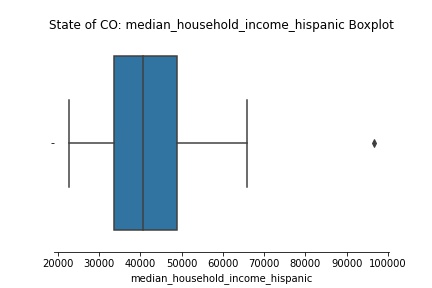 State of CO: median_household_income_hispanic Boxplot
-
20000 30000 40000 50000 60000 70000 80000 90000 100000
median_household_income_hispanic